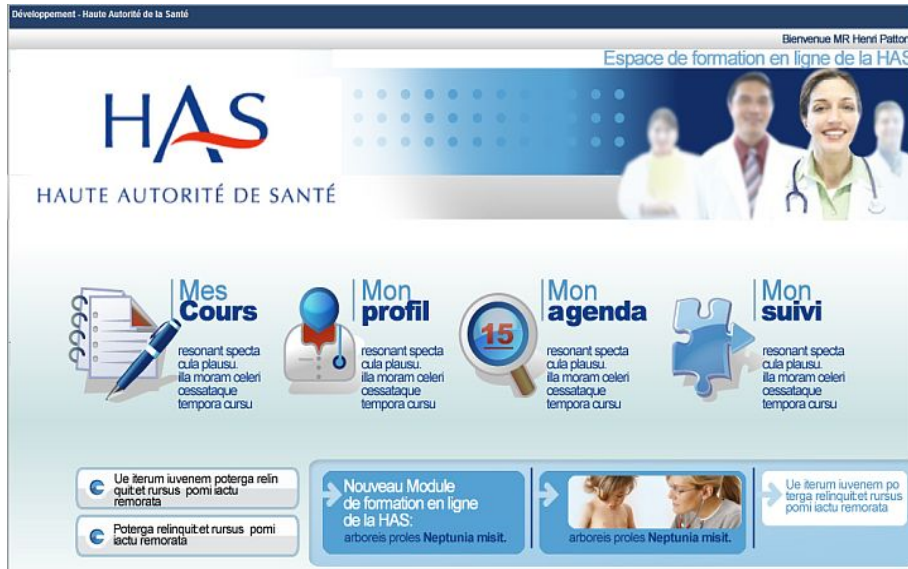 Développement - Haute Autorité de la Santé
Bienvenue MR Henri Patton
Espace de formation en ligne de la HAS
HAS
HAUTE AUTORITÉ DE SANTÉ
Mes
Cours
resonant specta
cula plausu.
illa moram celeri
cessataque
tempora cursu
Mon
profil
resonant specta
cula plausu.
illa moram celeri
cessataque
tempora cursu
15
Mon
agenda
resonant specta
cula plausu.
illa moram celeri
cessataque
tempora cursu
Mon
suivi
resonant specta
cula plausu.
illa moram celeri
cessataque
tempora cursu
Ue iterum iuvenem poterga relin
quit:et rursus pomi iactu
remorata
Poterga relinquit:et rursus pomi
iactu remorata
Nouveau Module
de formation en ligne
de la HAS:
arboreis proles Neptunia misit.
arboreis proles Neptunia misit.
Ue iterum iuvenem po
terga relinquit:et rursus
pomi iactu remorata